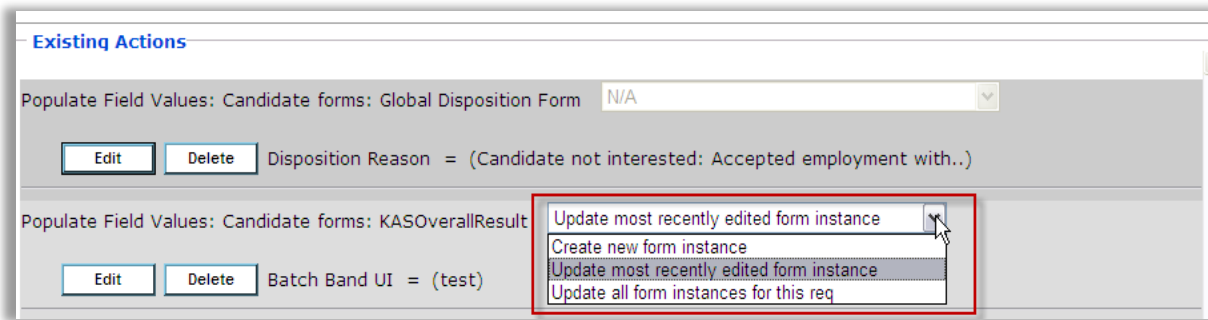 Existing Actions
Populate Field Values: Candidate forms: Global Disposition Form N/A
Edit Delete Disposition Reason = (Candidate not interested: Accepted employment with..)
Populate Field Values: Candidate forms: KASOverallResult Update most recently edited form instance
Create new form instance
Update most recently edited form instance
Edit Delete Batch Band UI = (test)
Update all form instances for this req